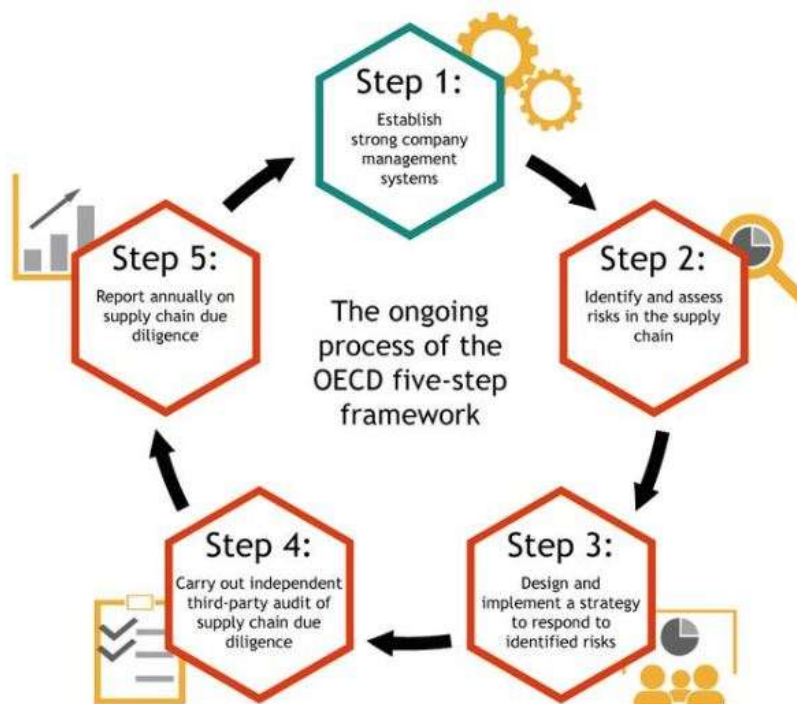 Step 1:
Establish
strong company
management
systems
Step 2:
Identify and assess
risks in the supply
chain
Step 3:
Design and
implement a strategy
to respond to
identified risks
Step 4:
Carry out independent
third-party audit of
supply chain due
diligence
Step 5:
Report annually on
supply chain due
diligence
The ongoing
process of the
OECD five-step
framework